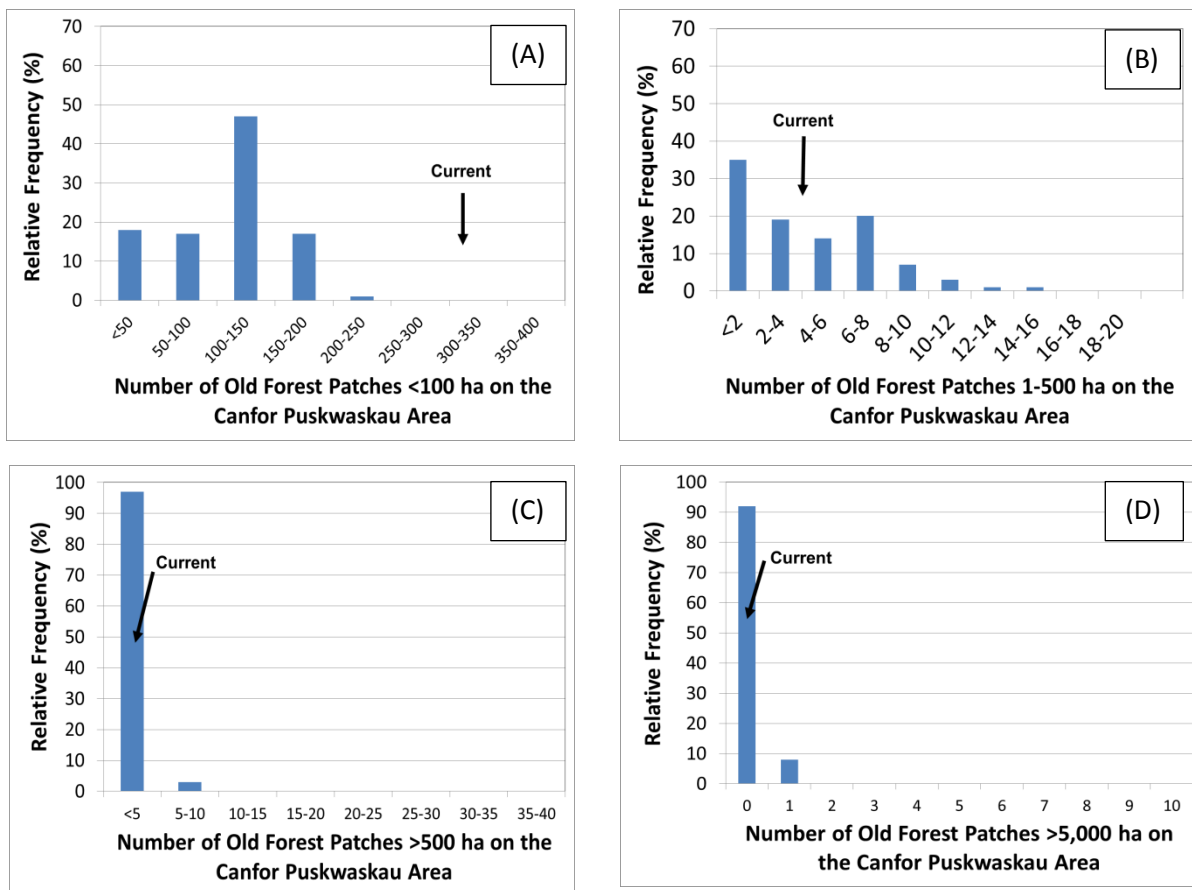 (A)
Relative Frequency (%)
70
60
50
40
30
20
10
0
Current
<50
50-100
100-150
150-200
200-250
250-300
300-350
350-400
Number of Old Forest Patches <100 ha on the
Canfor Puskwaskau Area
(B)
Relative Frequency (%)
70
60
50
40
30
20
10
0
Current
<2
2-4
4-6
6-8
8-10
10-12
12-14
14-16
16-18
18-20
Number of Old Forest Patches 1-500 ha on the
Canfor Puskwaskau Area
(C)
Relative Frequency (%)
100
90
80
70
60
50
40
30
20
10
0
Current
<5 5-10 10-15 15-20 20-25 25-30 30-35 35-40
Number of Old Forest Patches >500 ha on the
Canfor Puskwaskau Area
(D)
Relative Frequency (%)
100
90
80
70
60
50
40
30
20
10
0
Current
0 1 2 3 4 5 6 7 8 9 10
Number of Old Forest Patches >5,000 ha on
the Canfor Puskwaskau Area